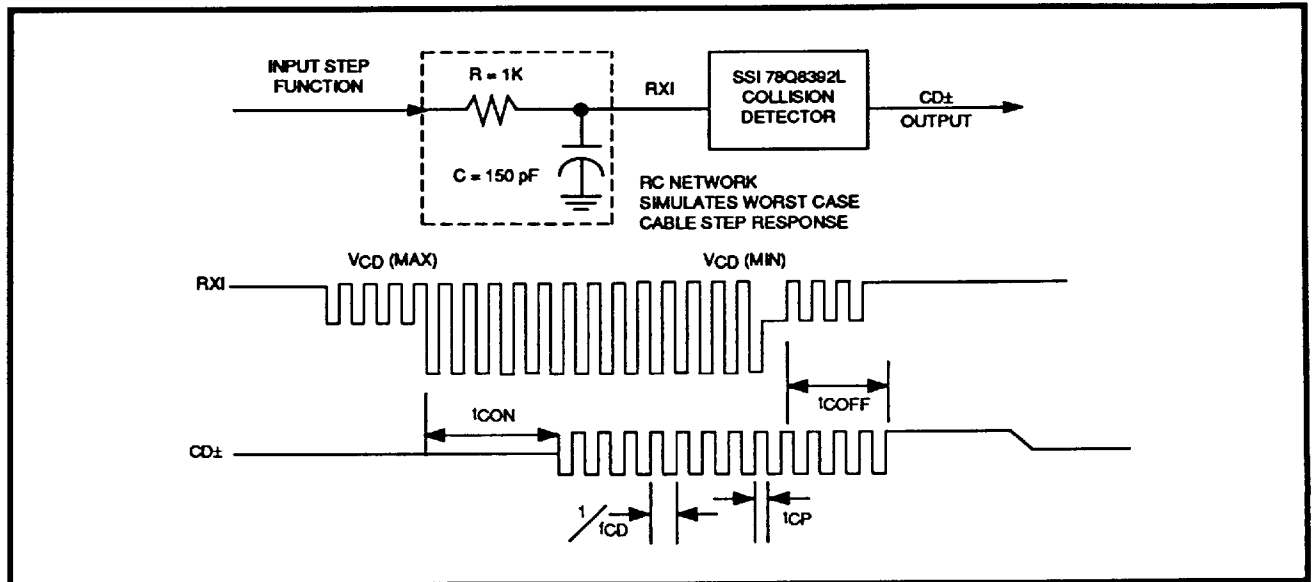 INPUT STEP
FUNCTION
R = 1K
C = 150 pF
RXI
SSI 78Q8392L
COLLISION
DETECTOR
CD±
OUTPUT
RC NETWORK
SIMULATES WORST CASE
CABLE STEP RESPONSE
VCD (MAX)
VCD (MIN)
RXI
tCOFF
tCON
CD±
1/fCD
tCP